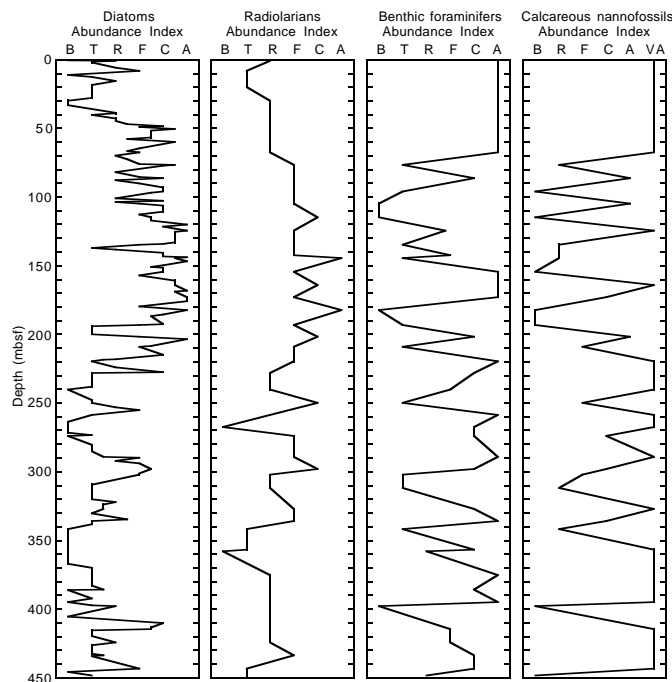 Diatoms Radiolarians Benthic foraminifers Calcareous nannofossils
Abundance Index Abundance Index Abundance Index Abundance Index
B T R F C A B T R F C A B T R F C A B R F C A VA
0
50
100
150
200
250
300
350
400
450
Depth (mbsf)